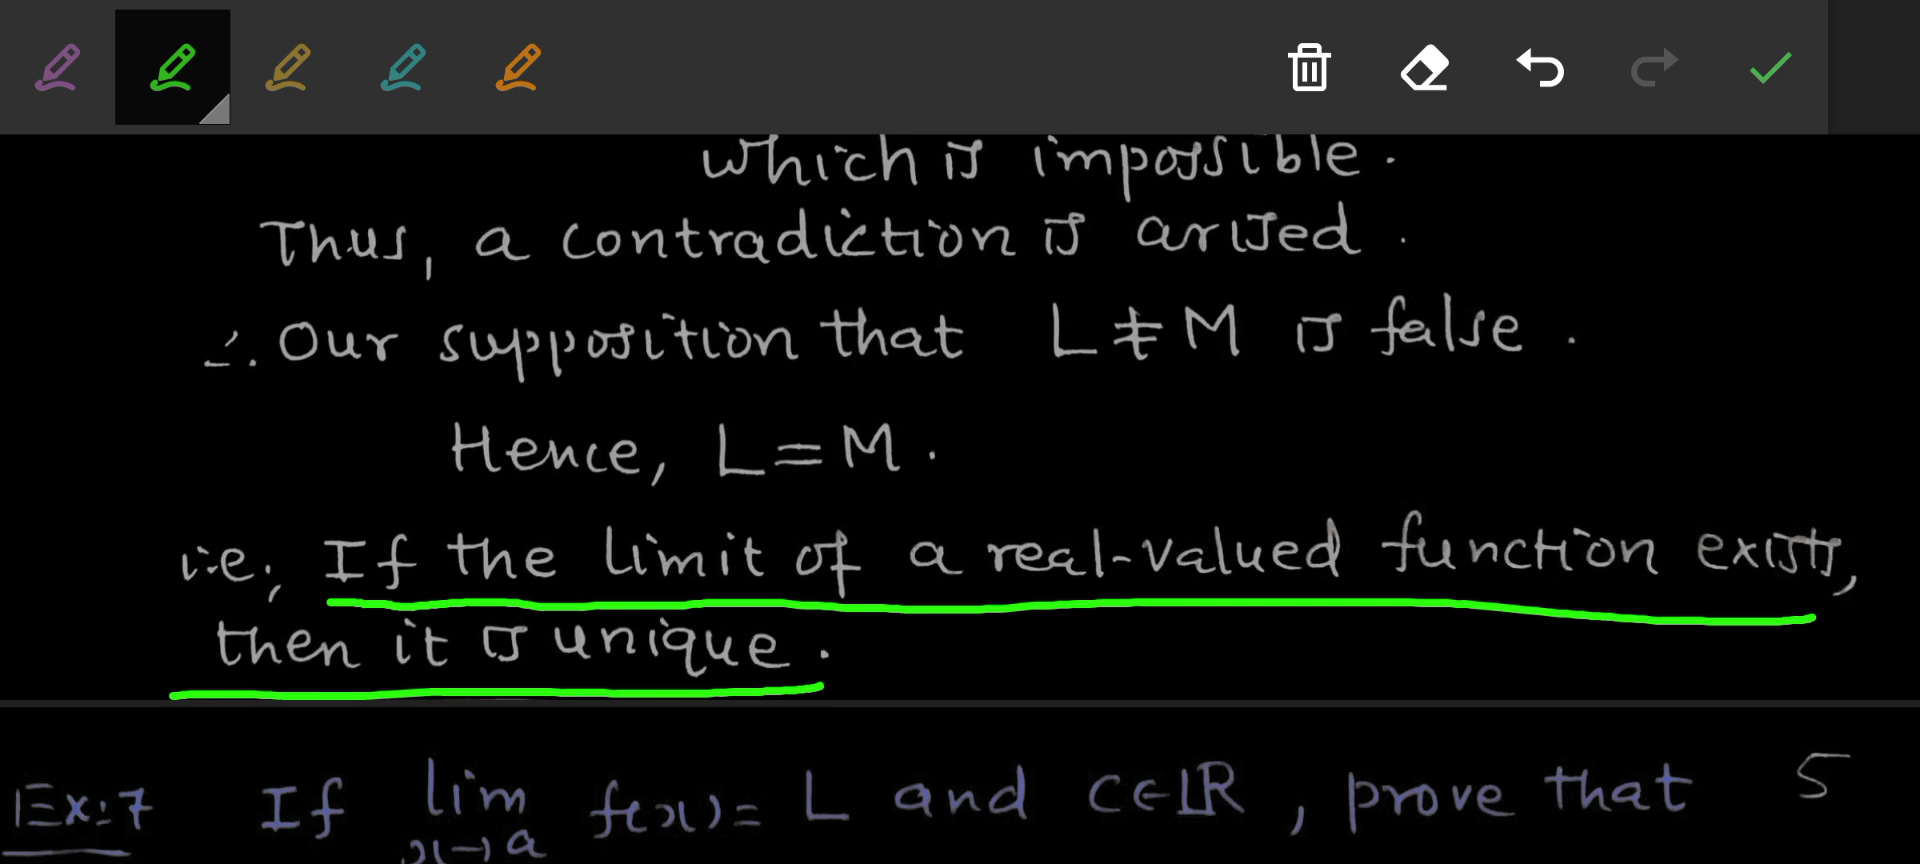 which is impossible.
Thus, a contradiction is arised.
∴ Our supposition that L ≠ M is false.
Hence, L = M.
i.e., If the limit of a real-valued function exists,
then it is unique.
Ex:7 If lim f(x) = L and C∈ℝ, prove that 5
x→a